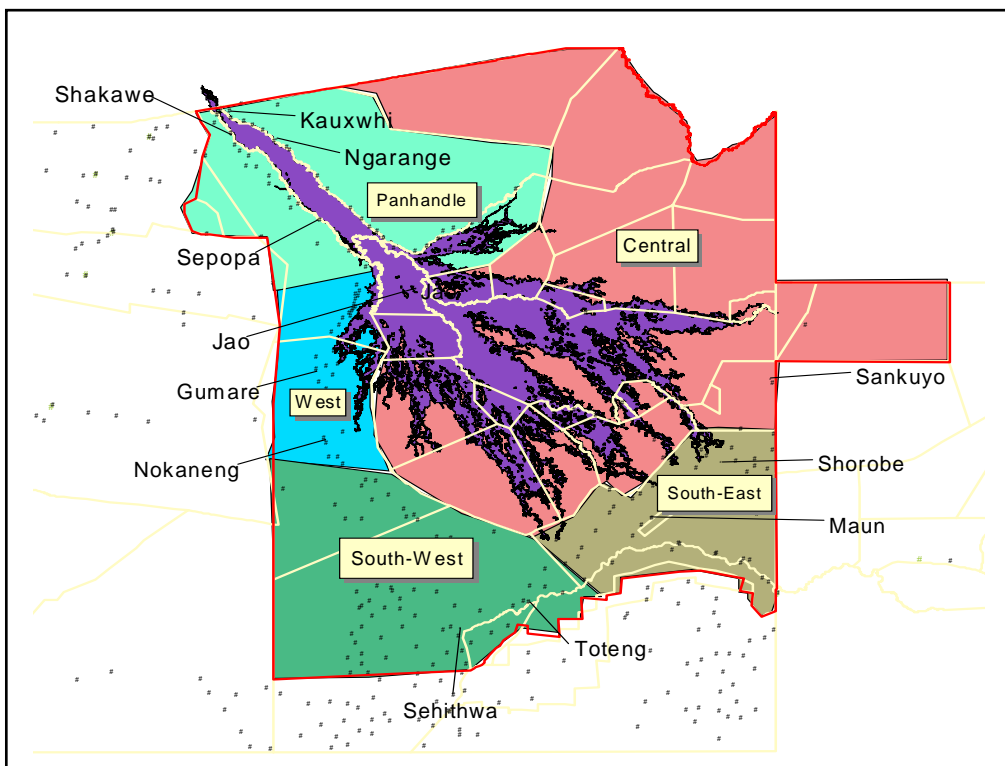 Shakawe
Kauxwhi
Ngarange
Panhandle
Sepopa
Central
Jao
Jao
Gumare
West
Sankuyo
Nokaneng
Shorobe
South-East
Maun
South-West
Toteng
Sehithwa